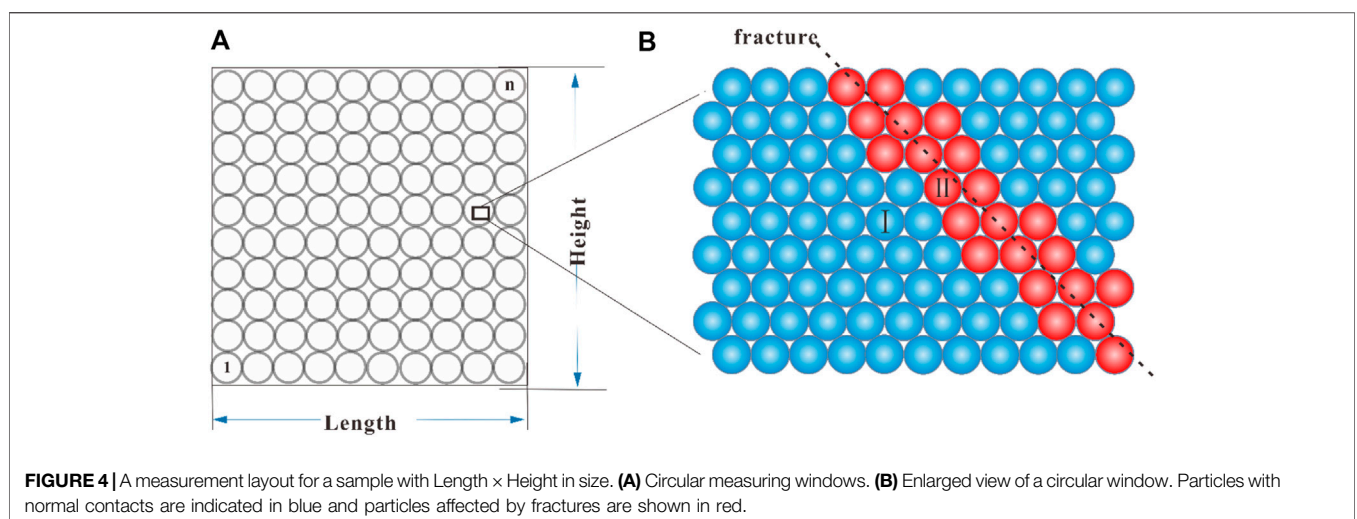 A
B
fracture
n
Height
II
I
1
Length
FIGURE 4 | A measurement layout for a sample with Length × Height in size. (A) Circular measuring windows. (B) Enlarged view of a circular window. Particles with
normal contacts are indicated in blue and particles affected by fractures are shown in red.